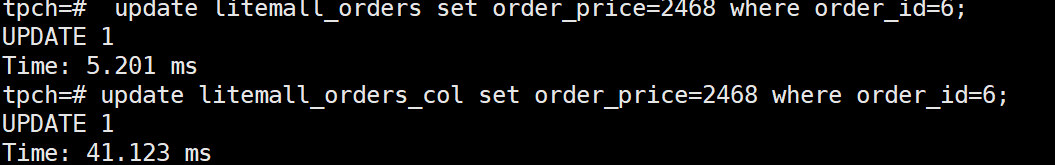 tpch=#  update litemall_orders set order_price=2468 where order_id=6;
UPDATE 1
Time: 5.201 ms
tpch=# update litemall_orders_col set order_price=2468 where order_id=6;
UPDATE 1
Time: 41.123 ms